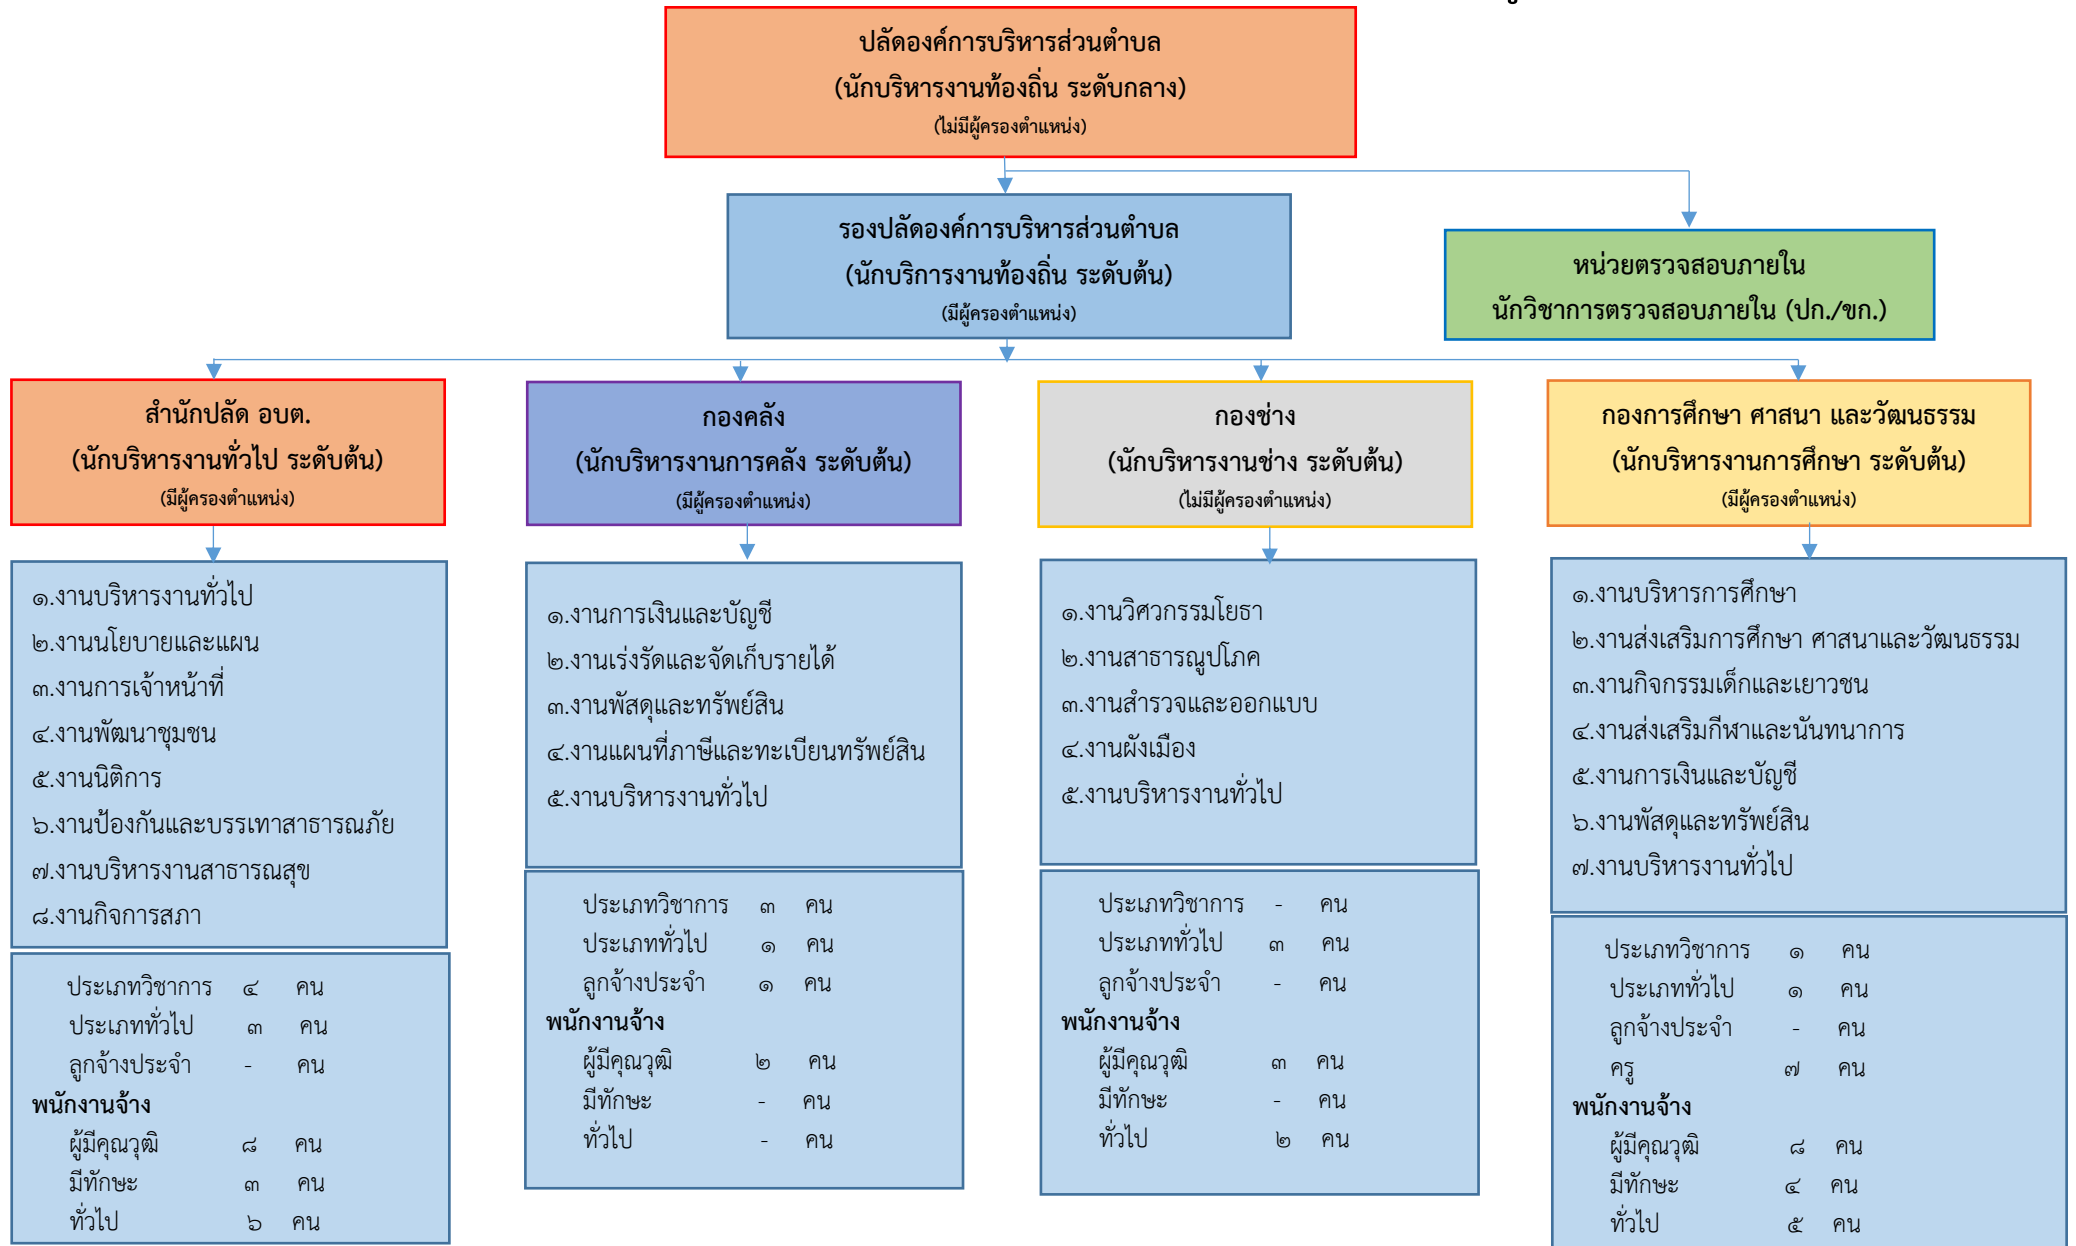 ปลัดองค์การบริหารส่วนตำบล
(นักบริหารงานท้องถิ่น ระดับกลาง)
(ไม่มีผู้ครองตำแหน่ง)
รองปลัดองค์การบริหารส่วนตำบล
(นักบริการงานท้องถิ่น ระดับต้น)
(มีผู้ครองตำแหน่ง)
หน่วยตรวจสอบภายใน
นักวิชาการตรวจสอบภายใน (ปก./ขก.)
สำนักปลัด อบต.
(นักบริหารงานทั่วไป ระดับต้น)
(มีผู้ครองตำแหน่ง)
๑.งานบริหารงานทั่วไป
๒.งานนโยบายและแผน
๓.งานการเจ้าหน้าที่
๔.งานพัฒนาชุมชน
๕.งานนิติการ
๖.งานป้องกันและบรรเทาสาธารณภัย
๗.งานบริหารงานสาธารณสุข
๘.งานกิจการสภา
ประเภทวิชาการ ๔ คน
ประเภททั่วไป ๓ คน
ลูกจ้างประจำ - คน
พนักงานจ้าง
ผู้มีคุณวุฒิ ๘ คน
มีทักษะ ๓ คน
ทั่วไป ๖ คน
กองคลัง
(นักบริหารงานการคลัง ระดับต้น)
(มีผู้ครองตำแหน่ง)
๑.งานการเงินและบัญชี
๒.งานเร่งรัดและจัดเก็บรายได้
๓.งานพัสดุและทรัพย์สิน
๔.งานแผนที่ภาษีและทะเบียนทรัพย์สิน
๕.งานบริหารงานทั่วไป
ประเภทวิชาการ ๓ คน
ประเภททั่วไป ๑ คน
ลูกจ้างประจำ ๑ คน
พนักงานจ้าง
ผู้มีคุณวุฒิ ๒ คน
มีทักษะ - คน
ทั่วไป - คน
กองช่าง
(นักบริหารงานช่าง ระดับต้น)
(ไม่มีผู้ครองตำแหน่ง)
๑.งานวิศวกรรมโยธา
๒.งานสาธารณูปโภค
๓.งานสำรวจและออกแบบ
๔.งานผังเมือง
๕.งานบริหารงานทั่วไป
ประเภทวิชาการ - คน
ประเภททั่วไป ๓ คน
ลูกจ้างประจำ - คน
พนักงานจ้าง
ผู้มีคุณวุฒิ ๓ คน
มีทักษะ - คน
ทั่วไป ๒ คน
กองการศึกษา ศาสนา และวัฒนธรรม
(นักบริหารงานการศึกษา ระดับต้น)
(มีผู้ครองตำแหน่ง)
๑.งานบริหารการศึกษา
๒.งานส่งเสริมการศึกษา ศาสนาและวัฒนธรรม
๓.งานกิจกรรมเด็กและเยาวชน
๔.งานส่งเสริมกีฬาและนันทนาการ
๕.งานการเงินและบัญชี
๖.งานพัสดุและทรัพย์สิน
๗.งานบริหารงานทั่วไป
ประเภทวิชาการ ๑ คน
ประเภททั่วไป ๑ คน
ลูกจ้างประจำ - คน
ครู ๗ คน
พนักงานจ้าง
ผู้มีคุณวุฒิ ๘ คน
มีทักษะ ๔ คน
ทั่วไป ๕ คน